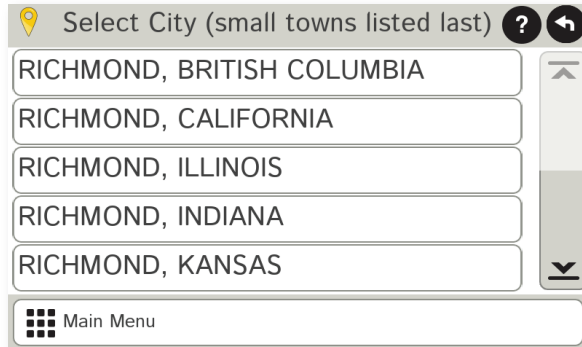 Select City (small towns listed last) ?
RICHMOND, BRITISH COLUMBIA
RICHMOND, CALIFORNIA
RICHMOND, ILLINOIS
RICHMOND, INDIANA
RICHMOND, KANSAS
Main Menu